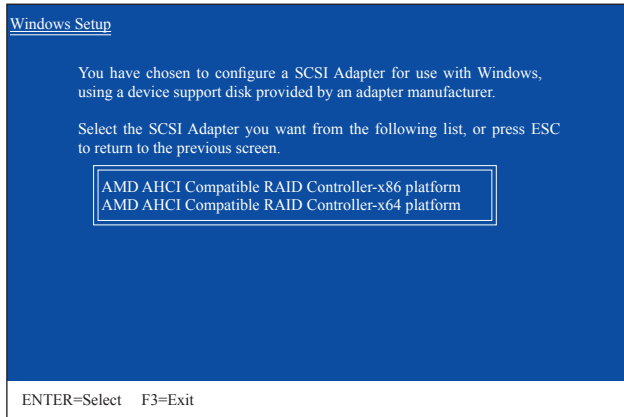 Windows Setup
You have chosen to configure a SCSI Adapter for use with Windows,
using a device support disk provided by an adapter manufacturer.
Select the SCSI Adapter you want from the following list, or press ESC
to return to the previous screen.
AMD AHCI Compatible RAID Controller-x86 platform
AMD AHCI Compatible RAID Controller-x64 platform
ENTER=Select F3=Exit